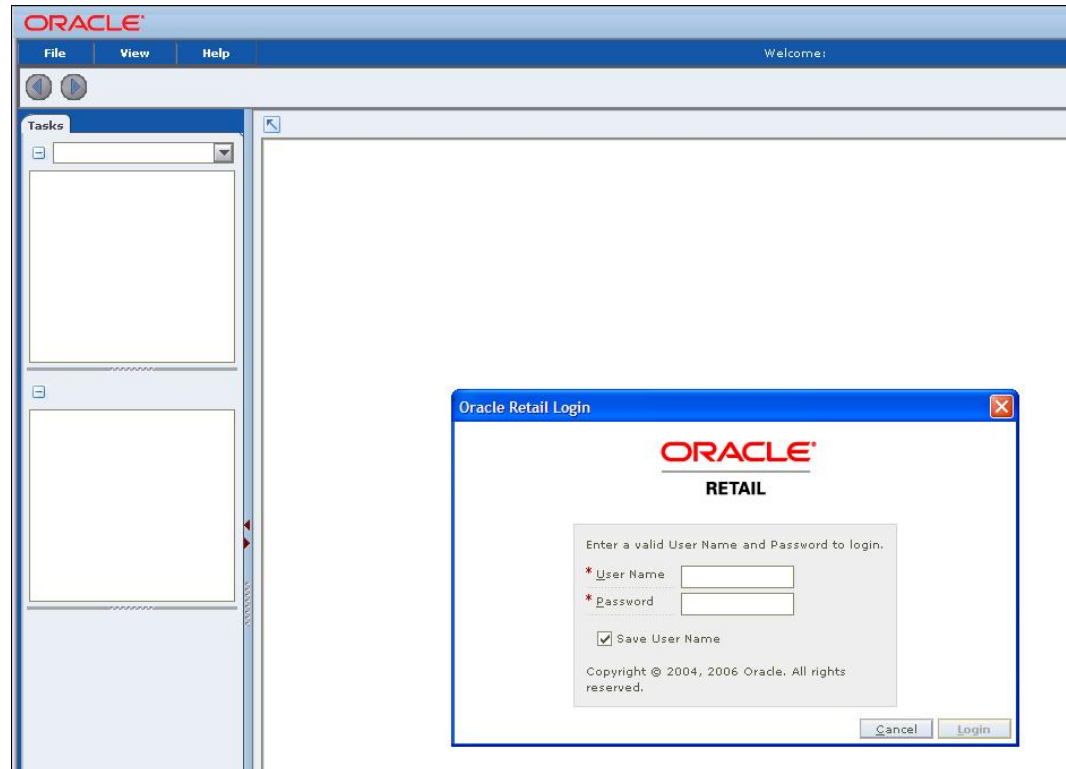 ORACLE®
File View Help Welcome:
Tasks
Oracle Retail Login
ORACLE®
RETAIL
Enter a valid User Name and Password to login.
* User Name
* Password
Save User Name
Copyright © 2004, 2006 Oracle. All rights
reserved.
Cancel Login